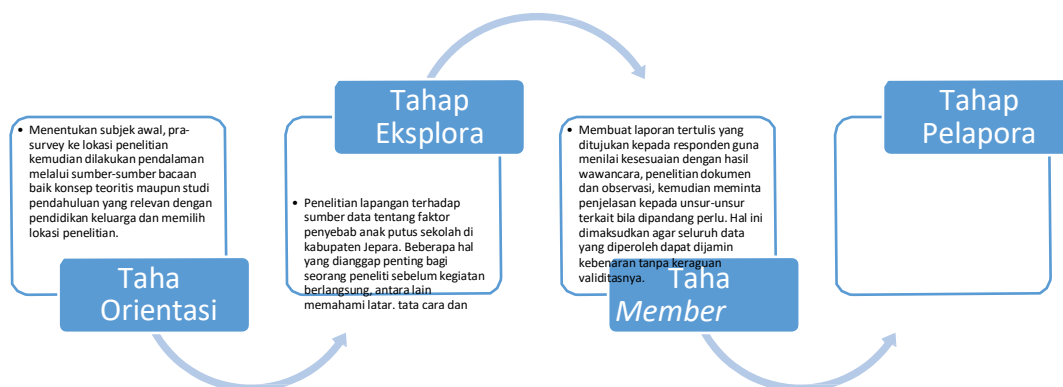 • Menentukan subjek awal, pra-
survey ke lokasi penelitian
kemudian dilakukan pendalaman
melalui sumber-sumber bacaan
baik konsep teoritis maupun studi
pendahuluan yang relevan dengan
pendidikan keluarga dan memilih
lokasi penelitian.
Taha
Orientasi
Tahap
Eksplora
• Penelitian lapangan terhadap
sumber data tentang faktor
penyebab anak putus sekolah di
kabupaten Jepara. Beberapa hal
yang dianggap penting bagi
seorang peneliti sebelum kegiatan
berlangsung, antara lain
memahami latar, tata cara dan
• Membuat laporan tertulis yang
ditujukan kepada responden guna
menilai kesesuaian dengan hasil
wawancara, penelitian dokumen
dan observasi, kemudian meminta
penjelasan kepada unsur-unsur
terkait bila dipandang perlu. Hal ini
dimaksudkan agar seluruh data
yang diperoleh dapat dijamin
kebenaran tanpa keraguan
validitasnya.
Taha
Member
Tahap
Pelapora